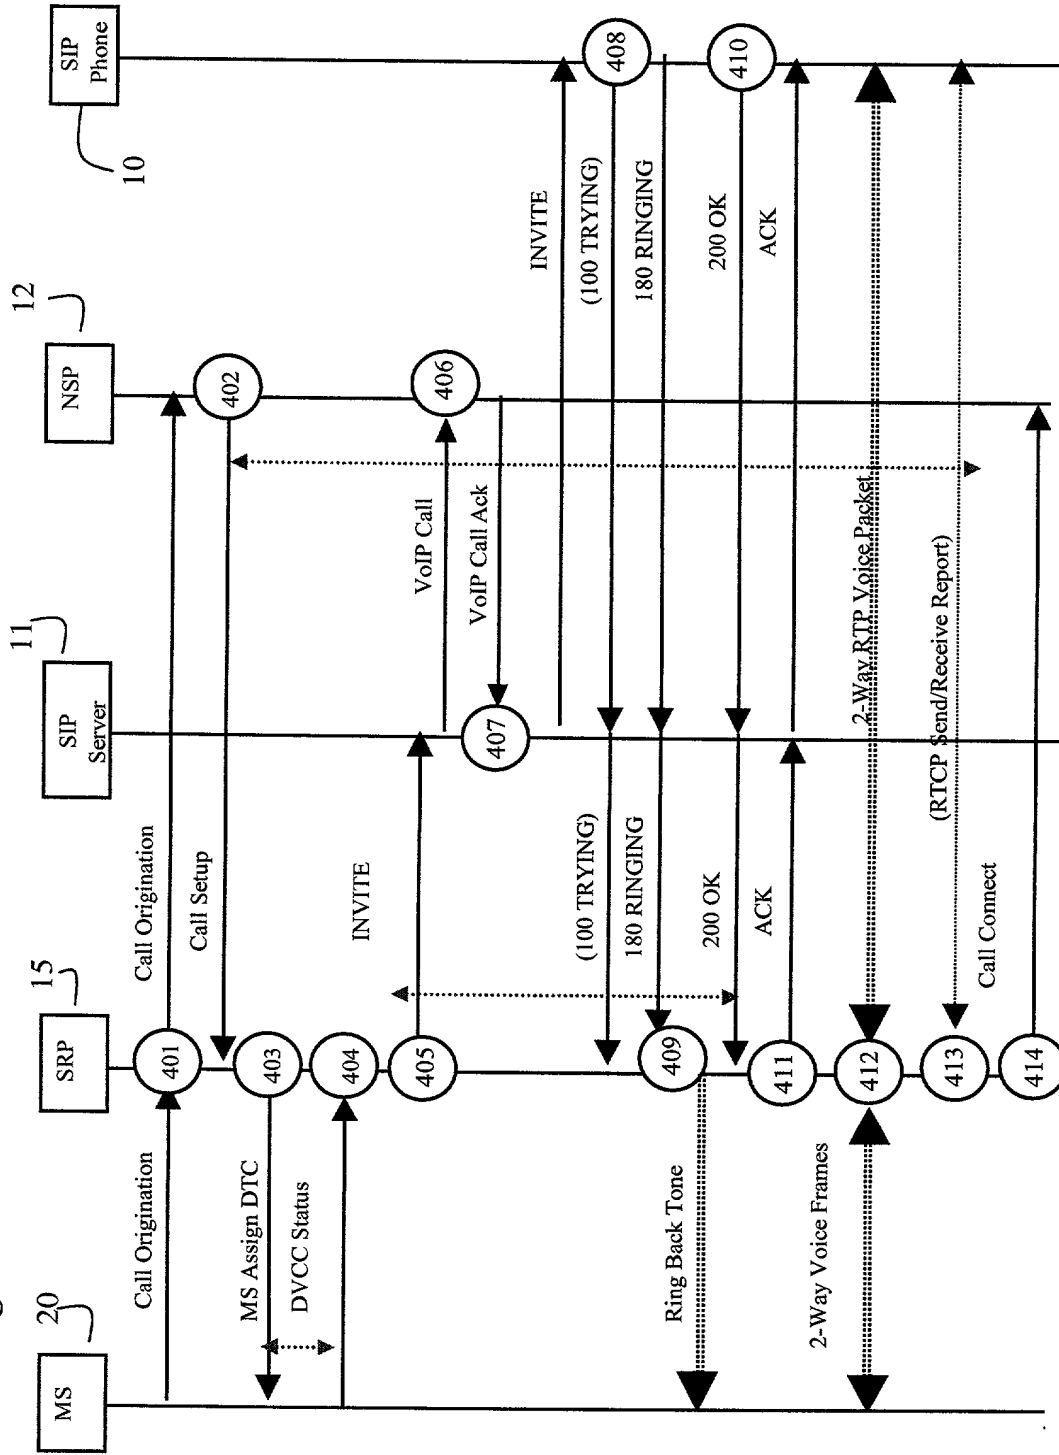 20
15
11
12
10
MS
SRP
SIP
Server
NSP
SIP
Phone
Call Origination
Call Origination
401
Call Setup
402
MS Assign DTC
403
DVCC Status
404
INVITE
405
VoIP Call
406
VoIP Call Ack
407
INVITE
(100 TRYING)
(100 TRYING)
408
180 RINGING
180 RINGING
409
Ring Back Tone
200 OK
200 OK
410
ACK
ACK
411
2-Way Voice Frames
412
2-Way RTP Voice Packet
413
(RTCP Send/Receive Report)
Call Connect
414